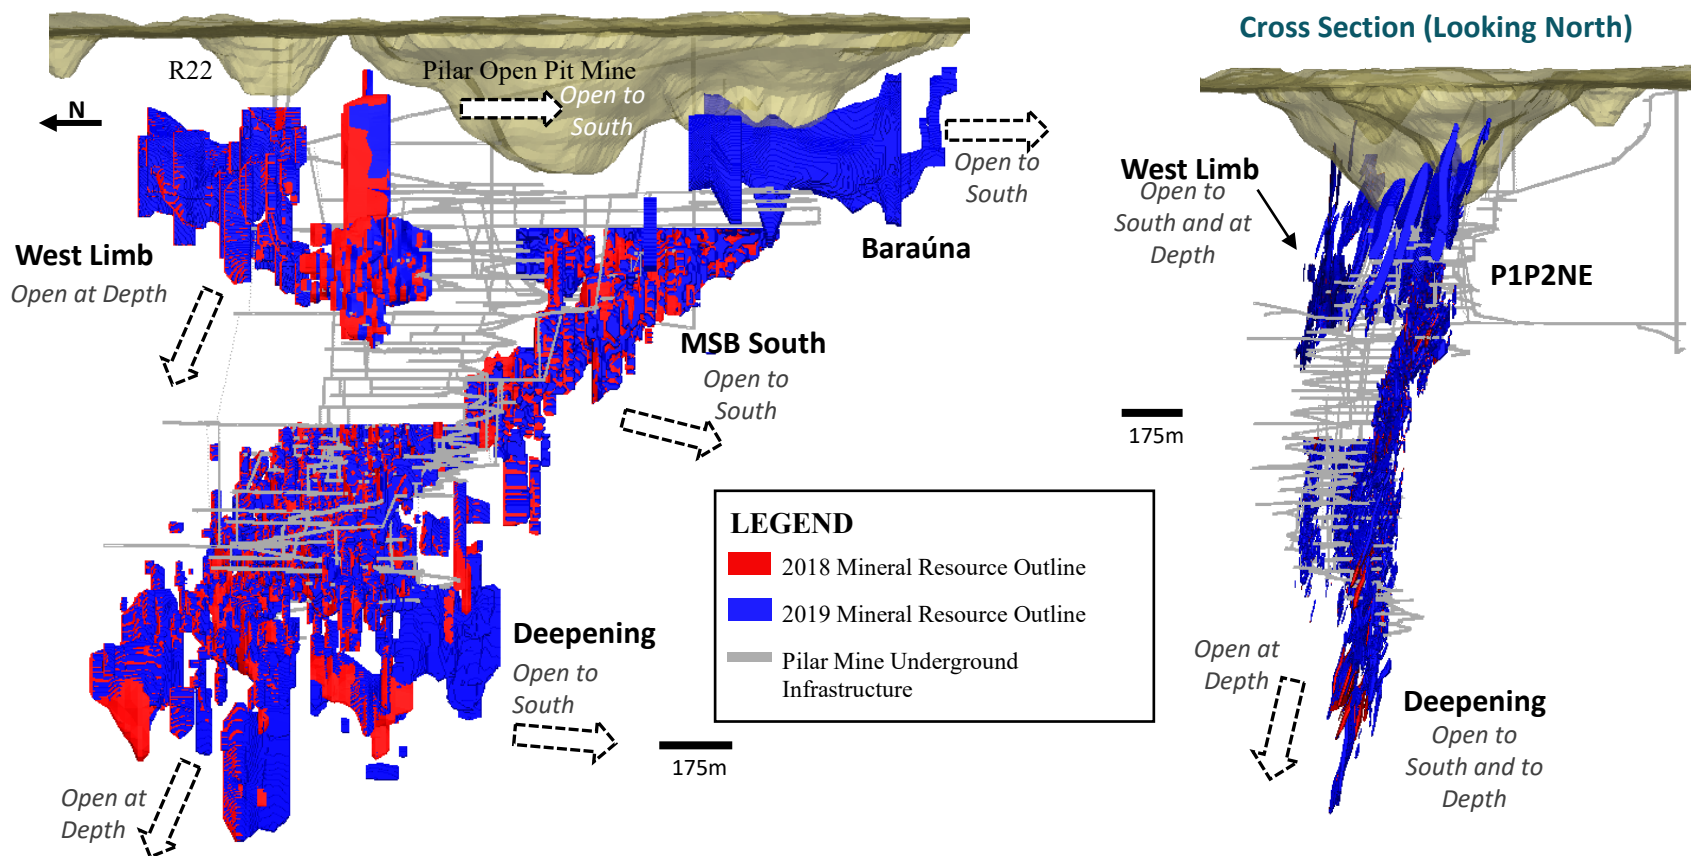 Cross Section (Looking North)
R22
Pilar Open Pit Mine
Open to
South
N
Open to
South
West Limb
Open at Depth
Baraúna
MSB South
Open to
South
West Limb
Open to
South and at
Depth
P1P2NE
175m
LEGEND
2018 Mineral Resource Outline
2019 Mineral Resource Outline
Pilar Mine Underground
Infrastructure
Deepening
Open to
South
175m
Open at
Depth
Open at
Depth
Deepening
Open to
South and to
Depth